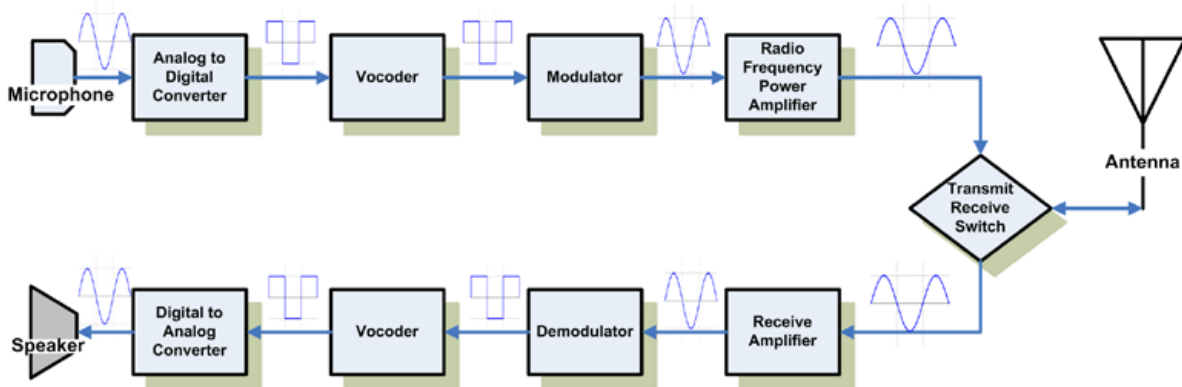 Microphone
Analog to
Digital
Converter
Vocoder
Modulator
Radio
Frequency
Power
Amplifier
Antenna
Transmit
Receive
Switch
Speaker
Digital to
Analog
Converter
Vocoder
Demodulator
Receive
Amplifier